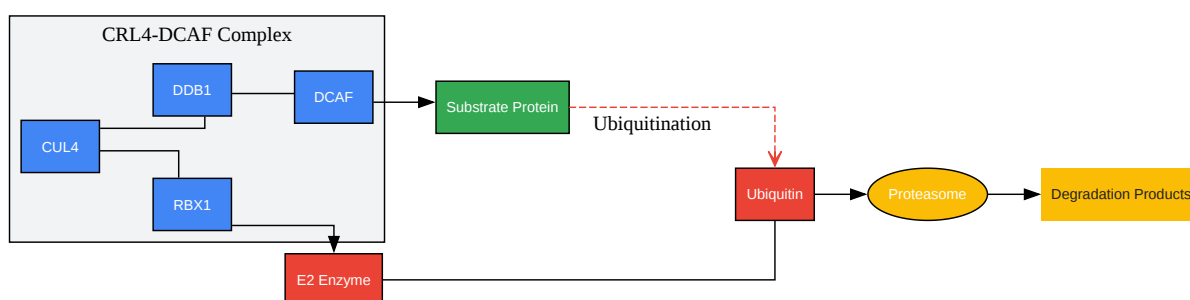 CRL4-DCAF Complex
DDB1
DCAF
Substrate Protein
Ubiquitination
CUL4
RBX1
Ubiquitin
Proteasome
Degradation Products
E2 Enzyme